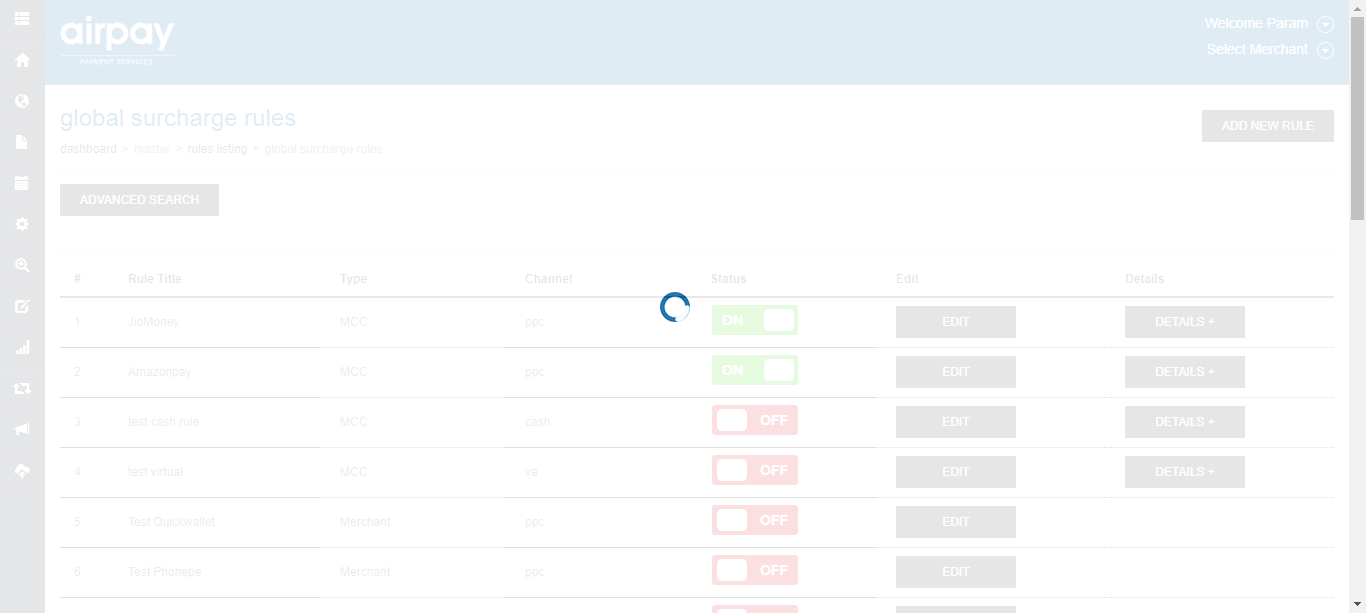 airpay
PAYMENT SERVICES
Welcome Param
Select Merchant
global surcharge rules
ADD NEW RULE
dashboard > master > rules listing > global surcharge rules
ADVANCED SEARCH
# Rule Title Type Channel Status Edit Details
1 JioMoney MCC ppc ON EDIT DETAILS +
2 Amazonpay MCC ppc ON EDIT DETAILS +
3 test cash rule MCC cash OFF EDIT DETAILS +
4 test virtual MCC va OFF EDIT DETAILS +
5 Test Quickwallet Merchant ppc OFF EDIT
6 Test Phonepe Merchant ppc OFF EDIT